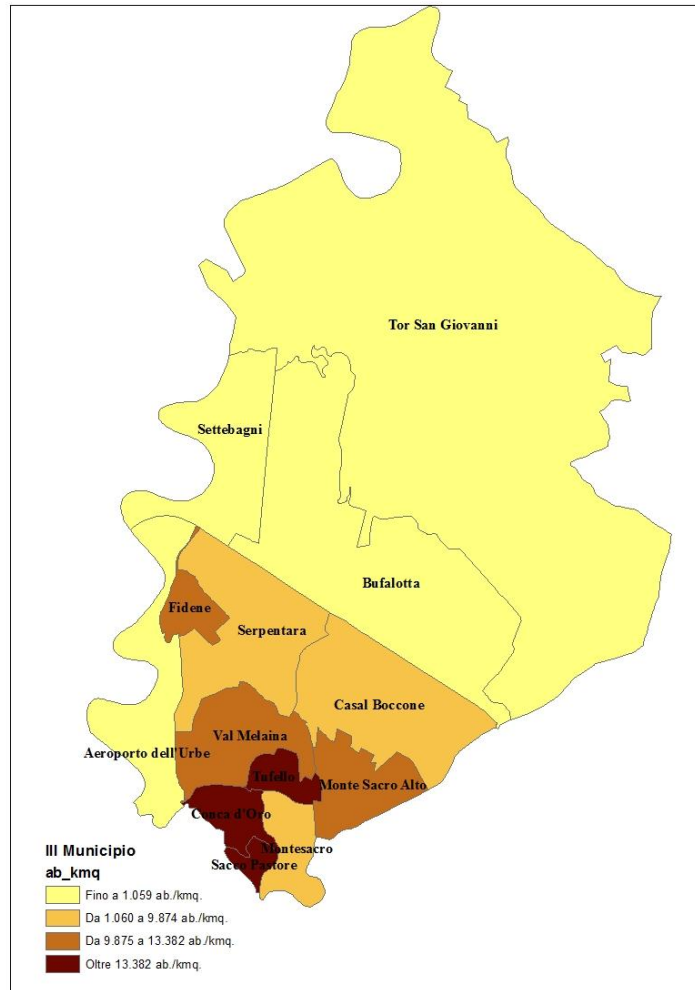 Tor San Giovanni
Settebagni
Bufalotta
Fidene
Serpentara
Casal Boccone
Val Melaina
Aeroporto dell'Urbe
Tufello
Monte Sacro Alto
Conca d'Oro
Montesacro
Sacco Pastore
III Municipio
ab_kmq
Fino a 1.059 ab./kmq.
Da 1.060 a 9.874 ab./kmq.
Da 9.875 a 13.382 ab./kmq.
Oltre 13.382 ab./kmq.